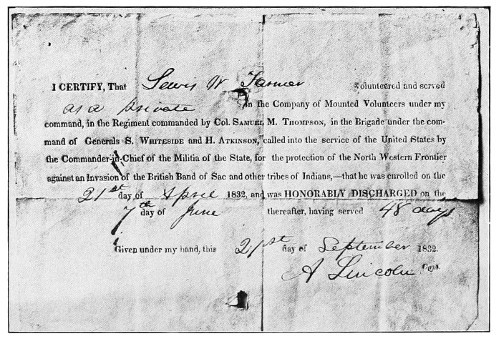 I CERTIFY, That Lewis W. Farmer volunteered and served
as a private in the Company of Mounted Volunteers under my
command, in the Regiment commanded by Col. SAMUEL M. THOMPSON, in the Brigade under the com-
mand of Generals S. WHITESIDE and H. ATKINSON, called into the service of the United States by
the Commander-in-Chief of the Militia of the State, for the protection of the North Western Frontier
against an Invasion of the British Band of Sac and other tribes of Indians,—that he was enrolled on the
21st day of April 1832, and was HONORABLY DISCHARGED on the
7th day of June thereafter, having served 48 days
Given under my hand, this 21st day of September 1832.
A Lincoln Capt.